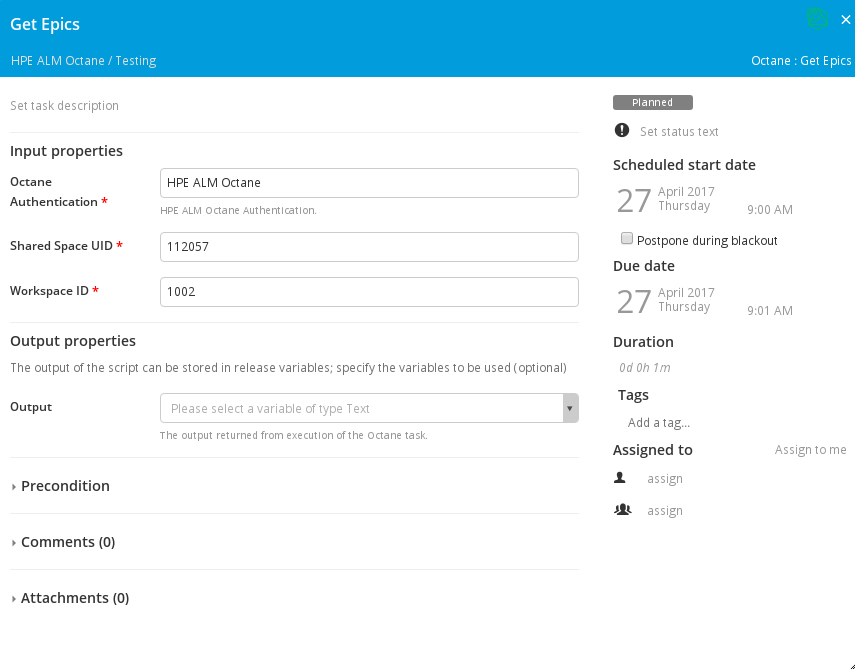 Get Epics
HPE ALM Octane / Testing
Octane : Get Epics
Set task description
Input properties
Octane
Authentication *
HPE ALM Octane
HPE ALM Octane Authentication.
Shared Space UID *
112057
Workspace ID *
1002
Output properties
The output of the script can be stored in release variables; specify the variables to be used (optional)
Output
Please select a variable of type Text
The output returned from execution of the Octane task.
Precondition
Comments (0)
Attachments (0)
Planned
Set status text
Scheduled start date
27
April 2017
Thursday
9:00 AM
Postpone during blackout
Due date
27
April 2017
Thursday
9:01 AM
Duration
0d 0h 1m
Tags
Add a tag...
Assigned to
Assign to me
assign
assign